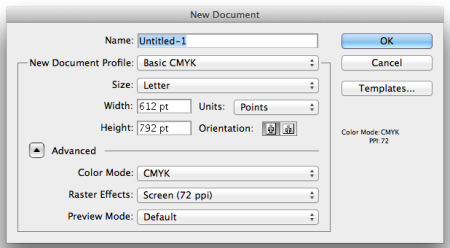 New Document
Name: Untitled-1
OK
New Document Profile: Basic CMYK
Cancel
Size: Letter
Templates...
Width: 612 pt Units: Points
Height: 792 pt Orientation:
Color Mode: CMYK
PPI: 72
Advanced
Color Mode: CMYK
Raster Effects: Screen (72 ppi)
Preview Mode: Default